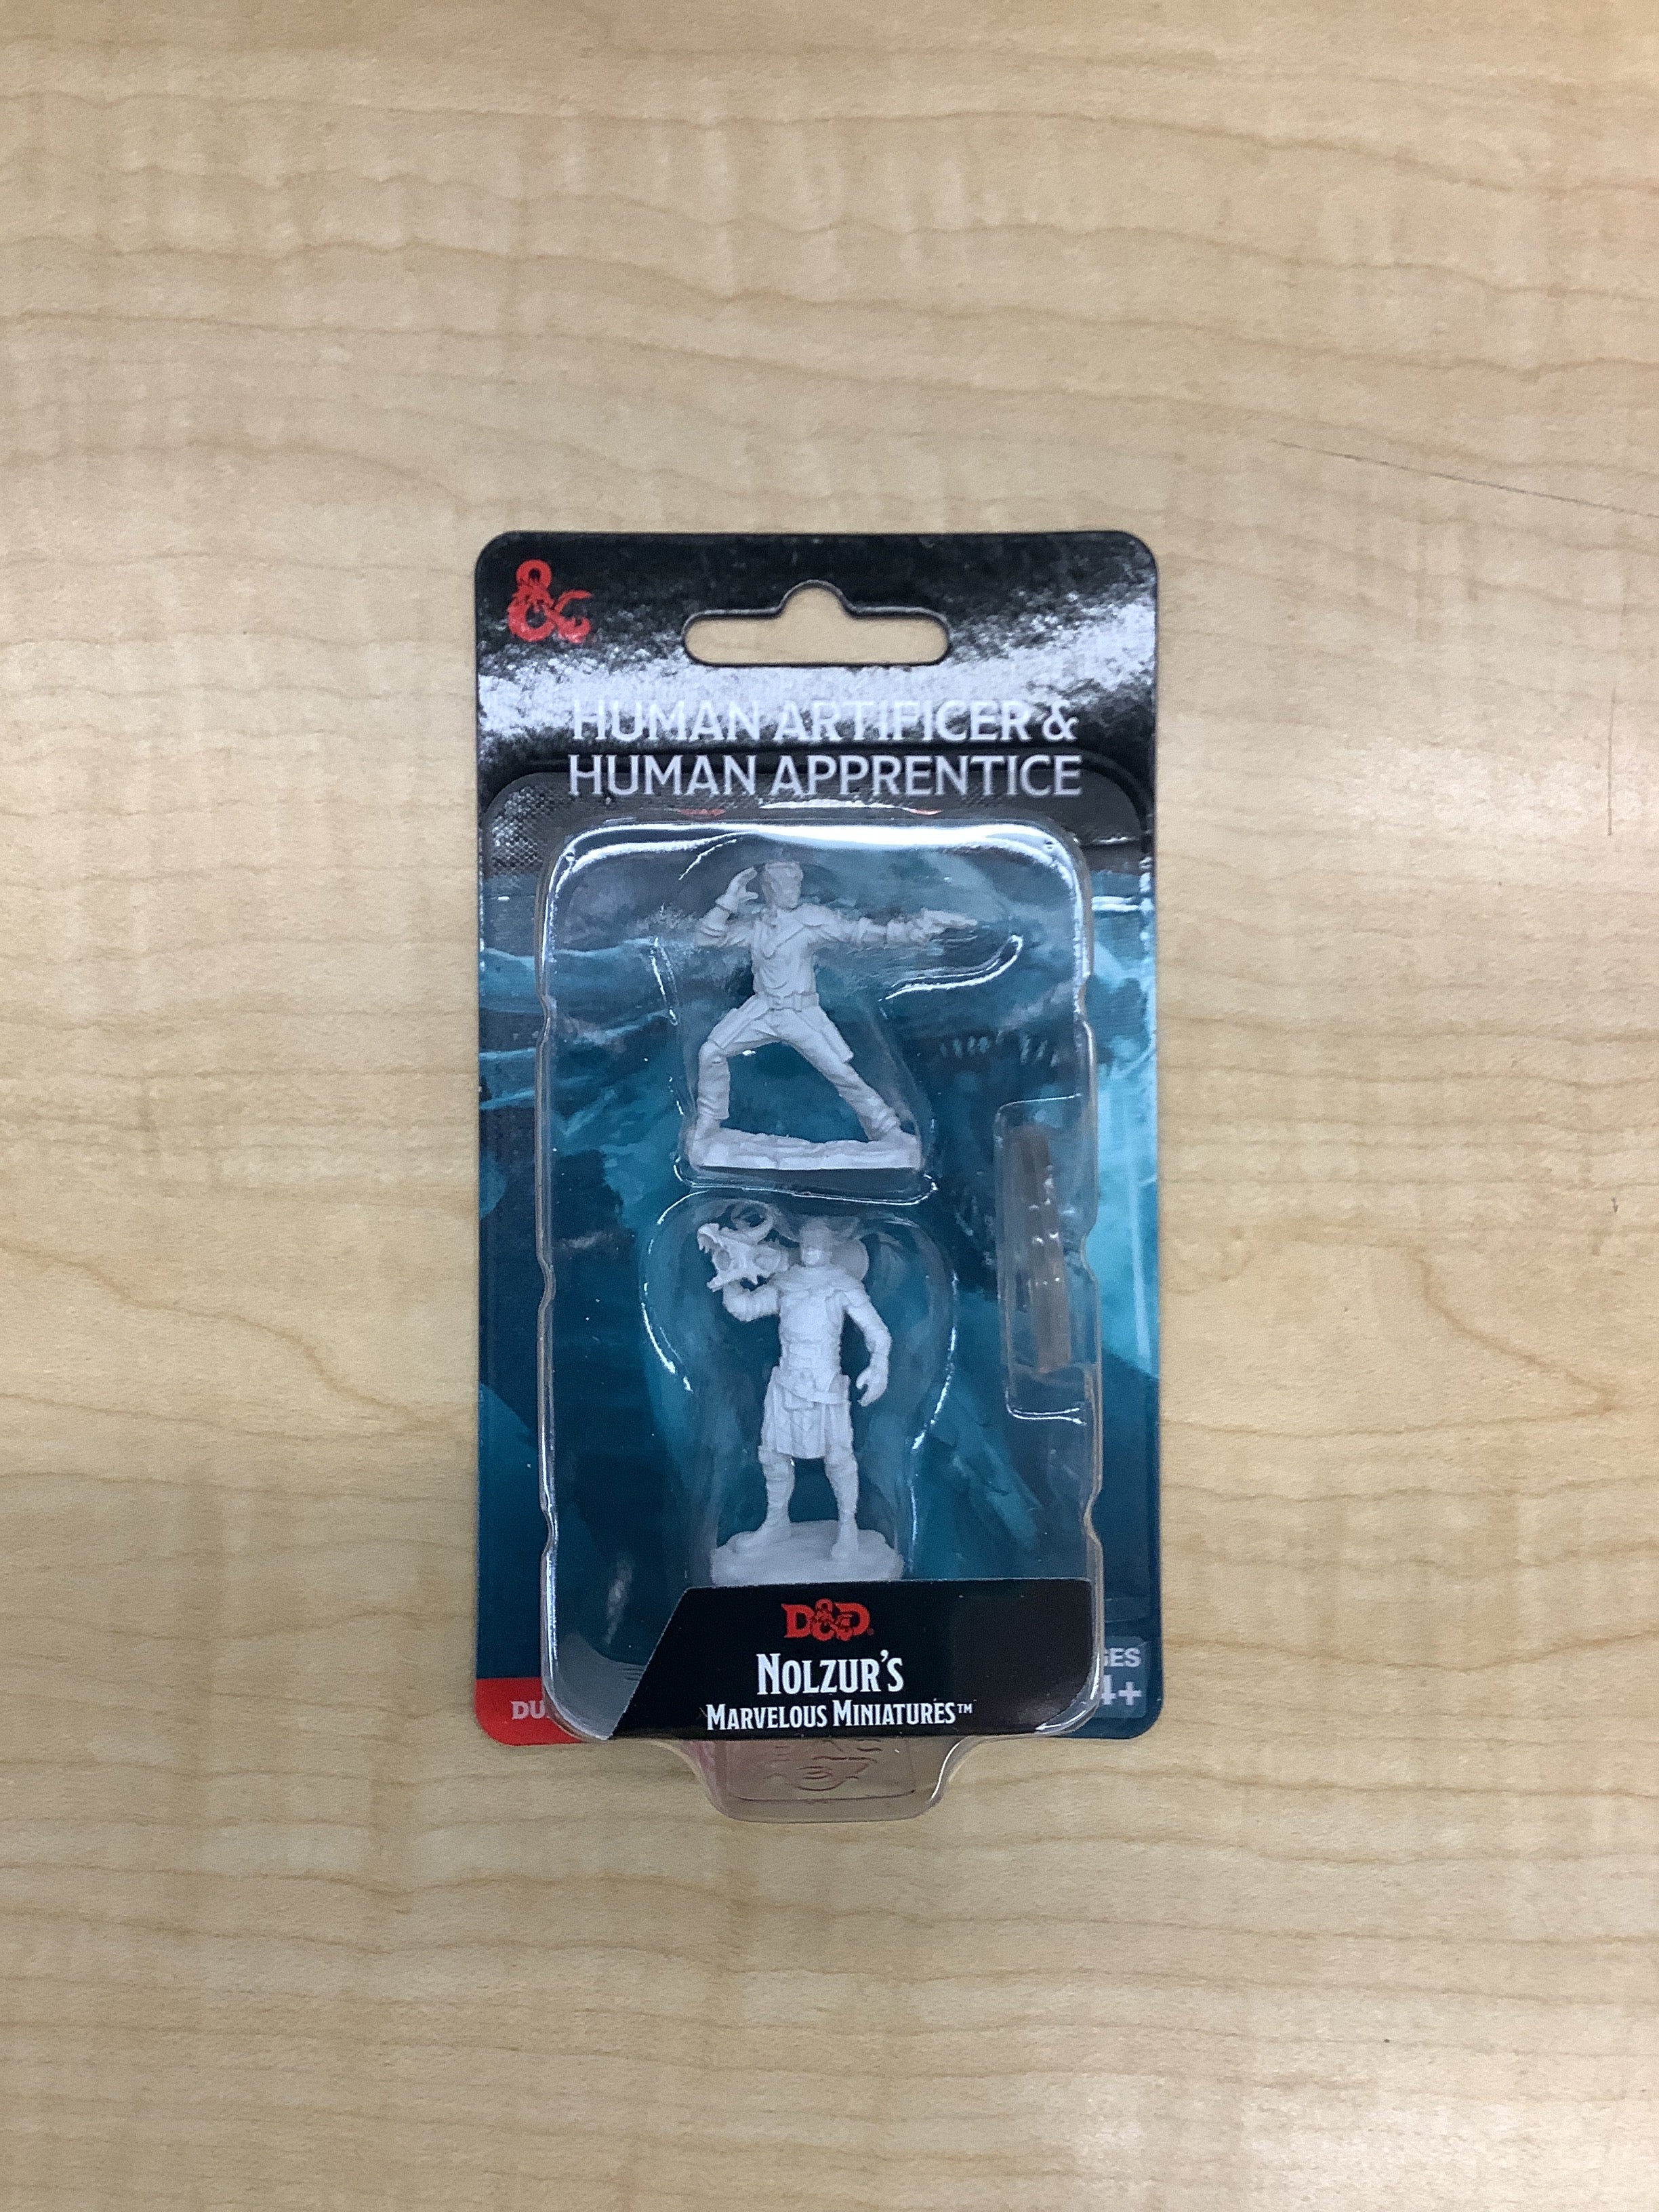 HUMAN ARTIFICER &
HUMAN APPRENTICE
D&D
NOLZUR'S
MARVELOUS MINIATURES™